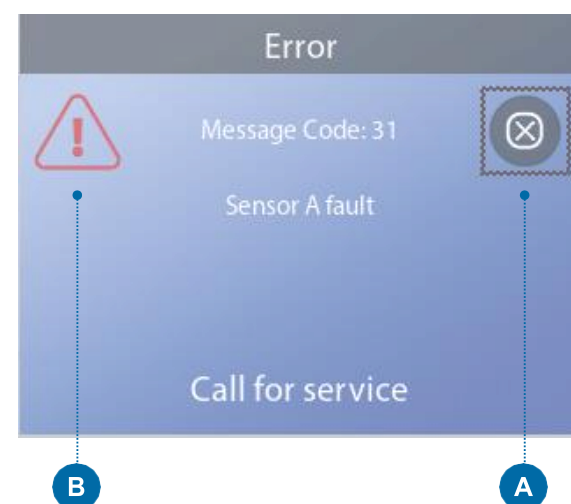 Error
Message Code: 31
Sensor A fault
Call for service
B
A